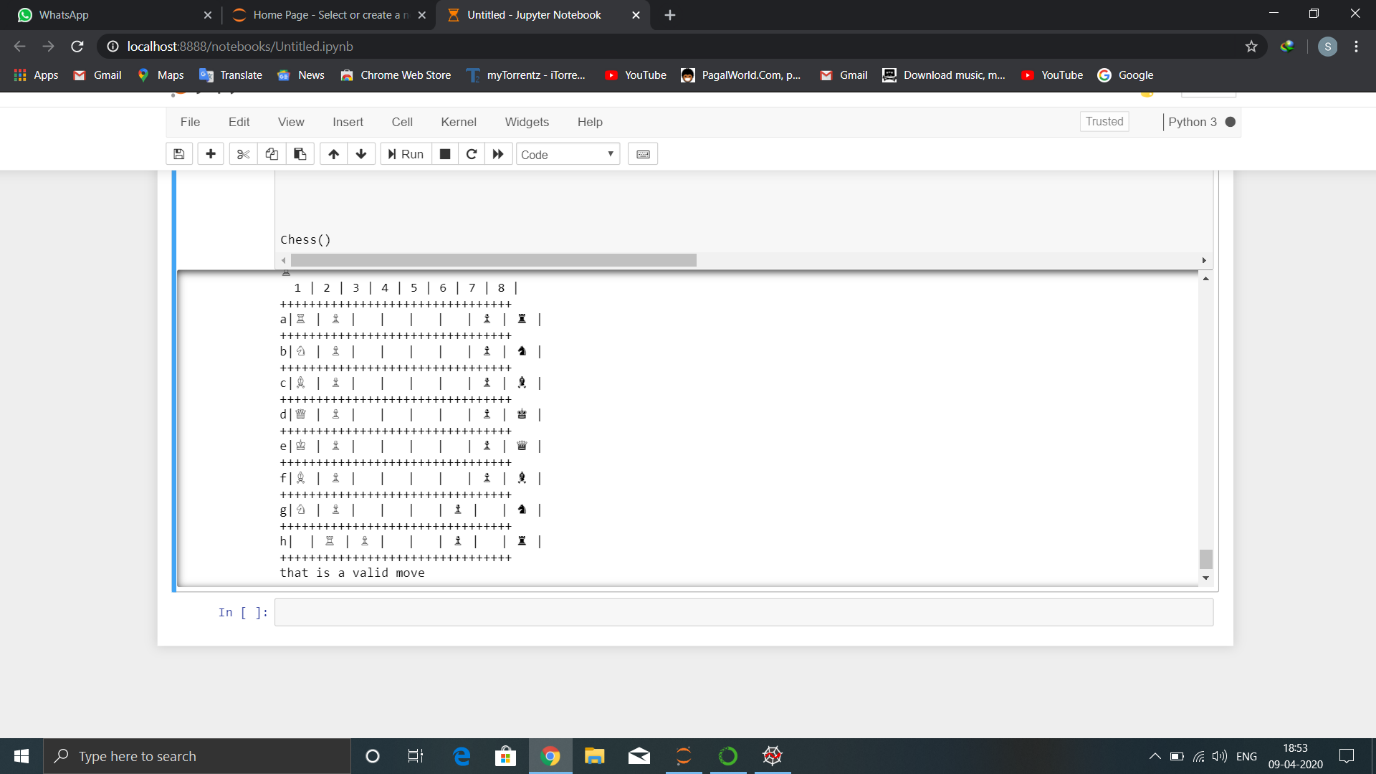 WhatsApp
Home Page - Select or create a n
Untitled - Jupyter Notebook
localhost:8888/notebooks/Untitled.ipynb
S
Apps Gmail Maps Translate News Chrome Web Store myTorrentz - iTorre... YouTube PagalWorld.Com, p... Gmail Download music, m... YouTube Google
File Edit View Insert Cell Kernel Widgets Help Trusted Python 3
Run Code
Chess()
1 | 2 | 3 | 4 | 5 | 6 | 7 | 8 |
++++++++++++++++++++++++++++++++
a|♖ | ♗ |   |   |   |   | ♝ | ♜ |
++++++++++++++++++++++++++++++++
b|♘ | ♗ |   |   |   |   | ♝ | ♞ |
++++++++++++++++++++++++++++++++
c|♗ | ♗ |   |   |   |   | ♝ | ♝ |
++++++++++++++++++++++++++++++++
d|♕ | ♗ |   |   |   |   | ♝ | ♚ |
++++++++++++++++++++++++++++++++
e|♔ | ♗ |   |   |   |   | ♝ | ♛ |
++++++++++++++++++++++++++++++++
f|♗ | ♗ |   |   |   |   | ♝ | ♝ |
++++++++++++++++++++++++++++++++
g|♘ | ♗ |   |   |   | ♝ |   | ♞ |
++++++++++++++++++++++++++++++++
h|  | ♖ | ♗ |   |   | ♝ |   | ♜ |
++++++++++++++++++++++++++++++++
that is a valid move
In [ ]:
Type here to search
ENG
18:53
09-04-2020